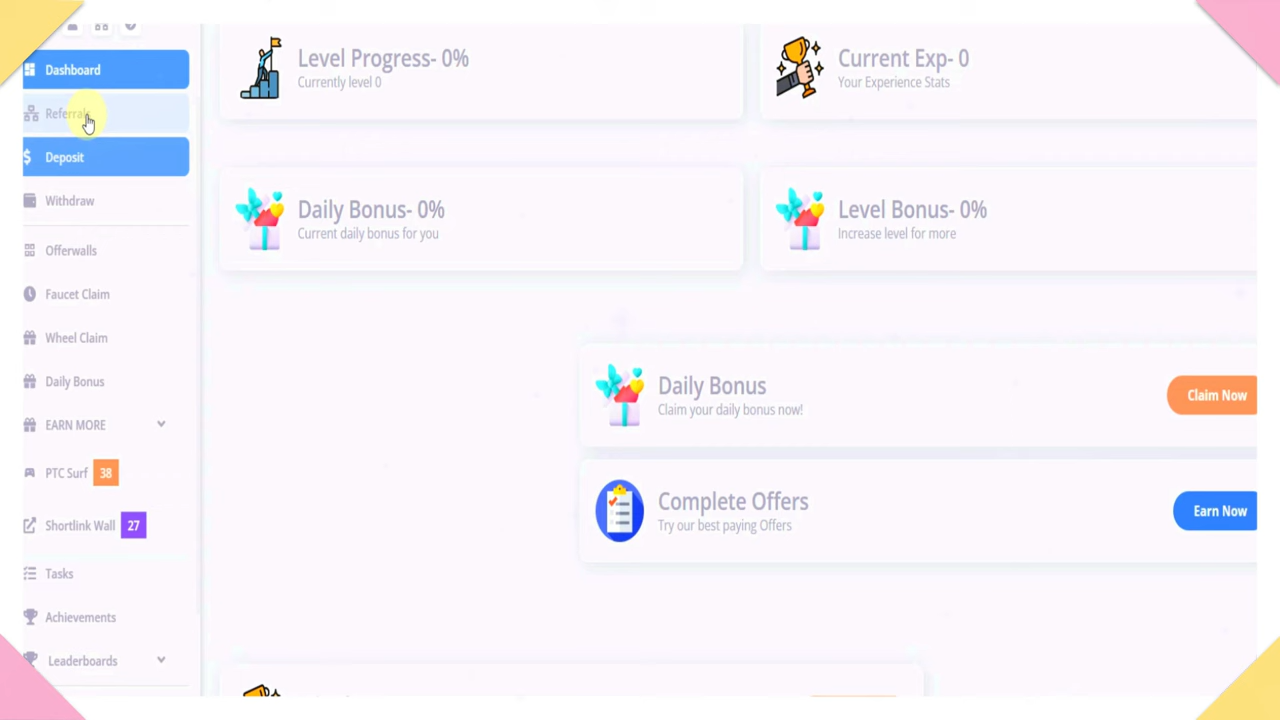 Dashboard
Referrals
Deposit
Withdraw
Offerwalls
Faucet Claim
Wheel Claim
Daily Bonus
EARN MORE
PTC Surf 38
Shortlink Wall 27
Tasks
Achievements
Leaderboards
Level Progress- 0%
Currently level 0
Current Exp- 0
Your Experience Stats
Daily Bonus- 0%
Current daily bonus for you
Level Bonus- 0%
Increase level for more
Daily Bonus
Claim your daily bonus now!
Claim Now
Complete Offers
Try our best paying Offers
Earn Now